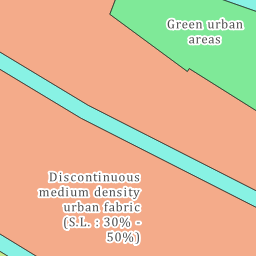 Green urban
areas
Discontinuous
medium density
urban fabric
(S.L. : 30% -
50%)